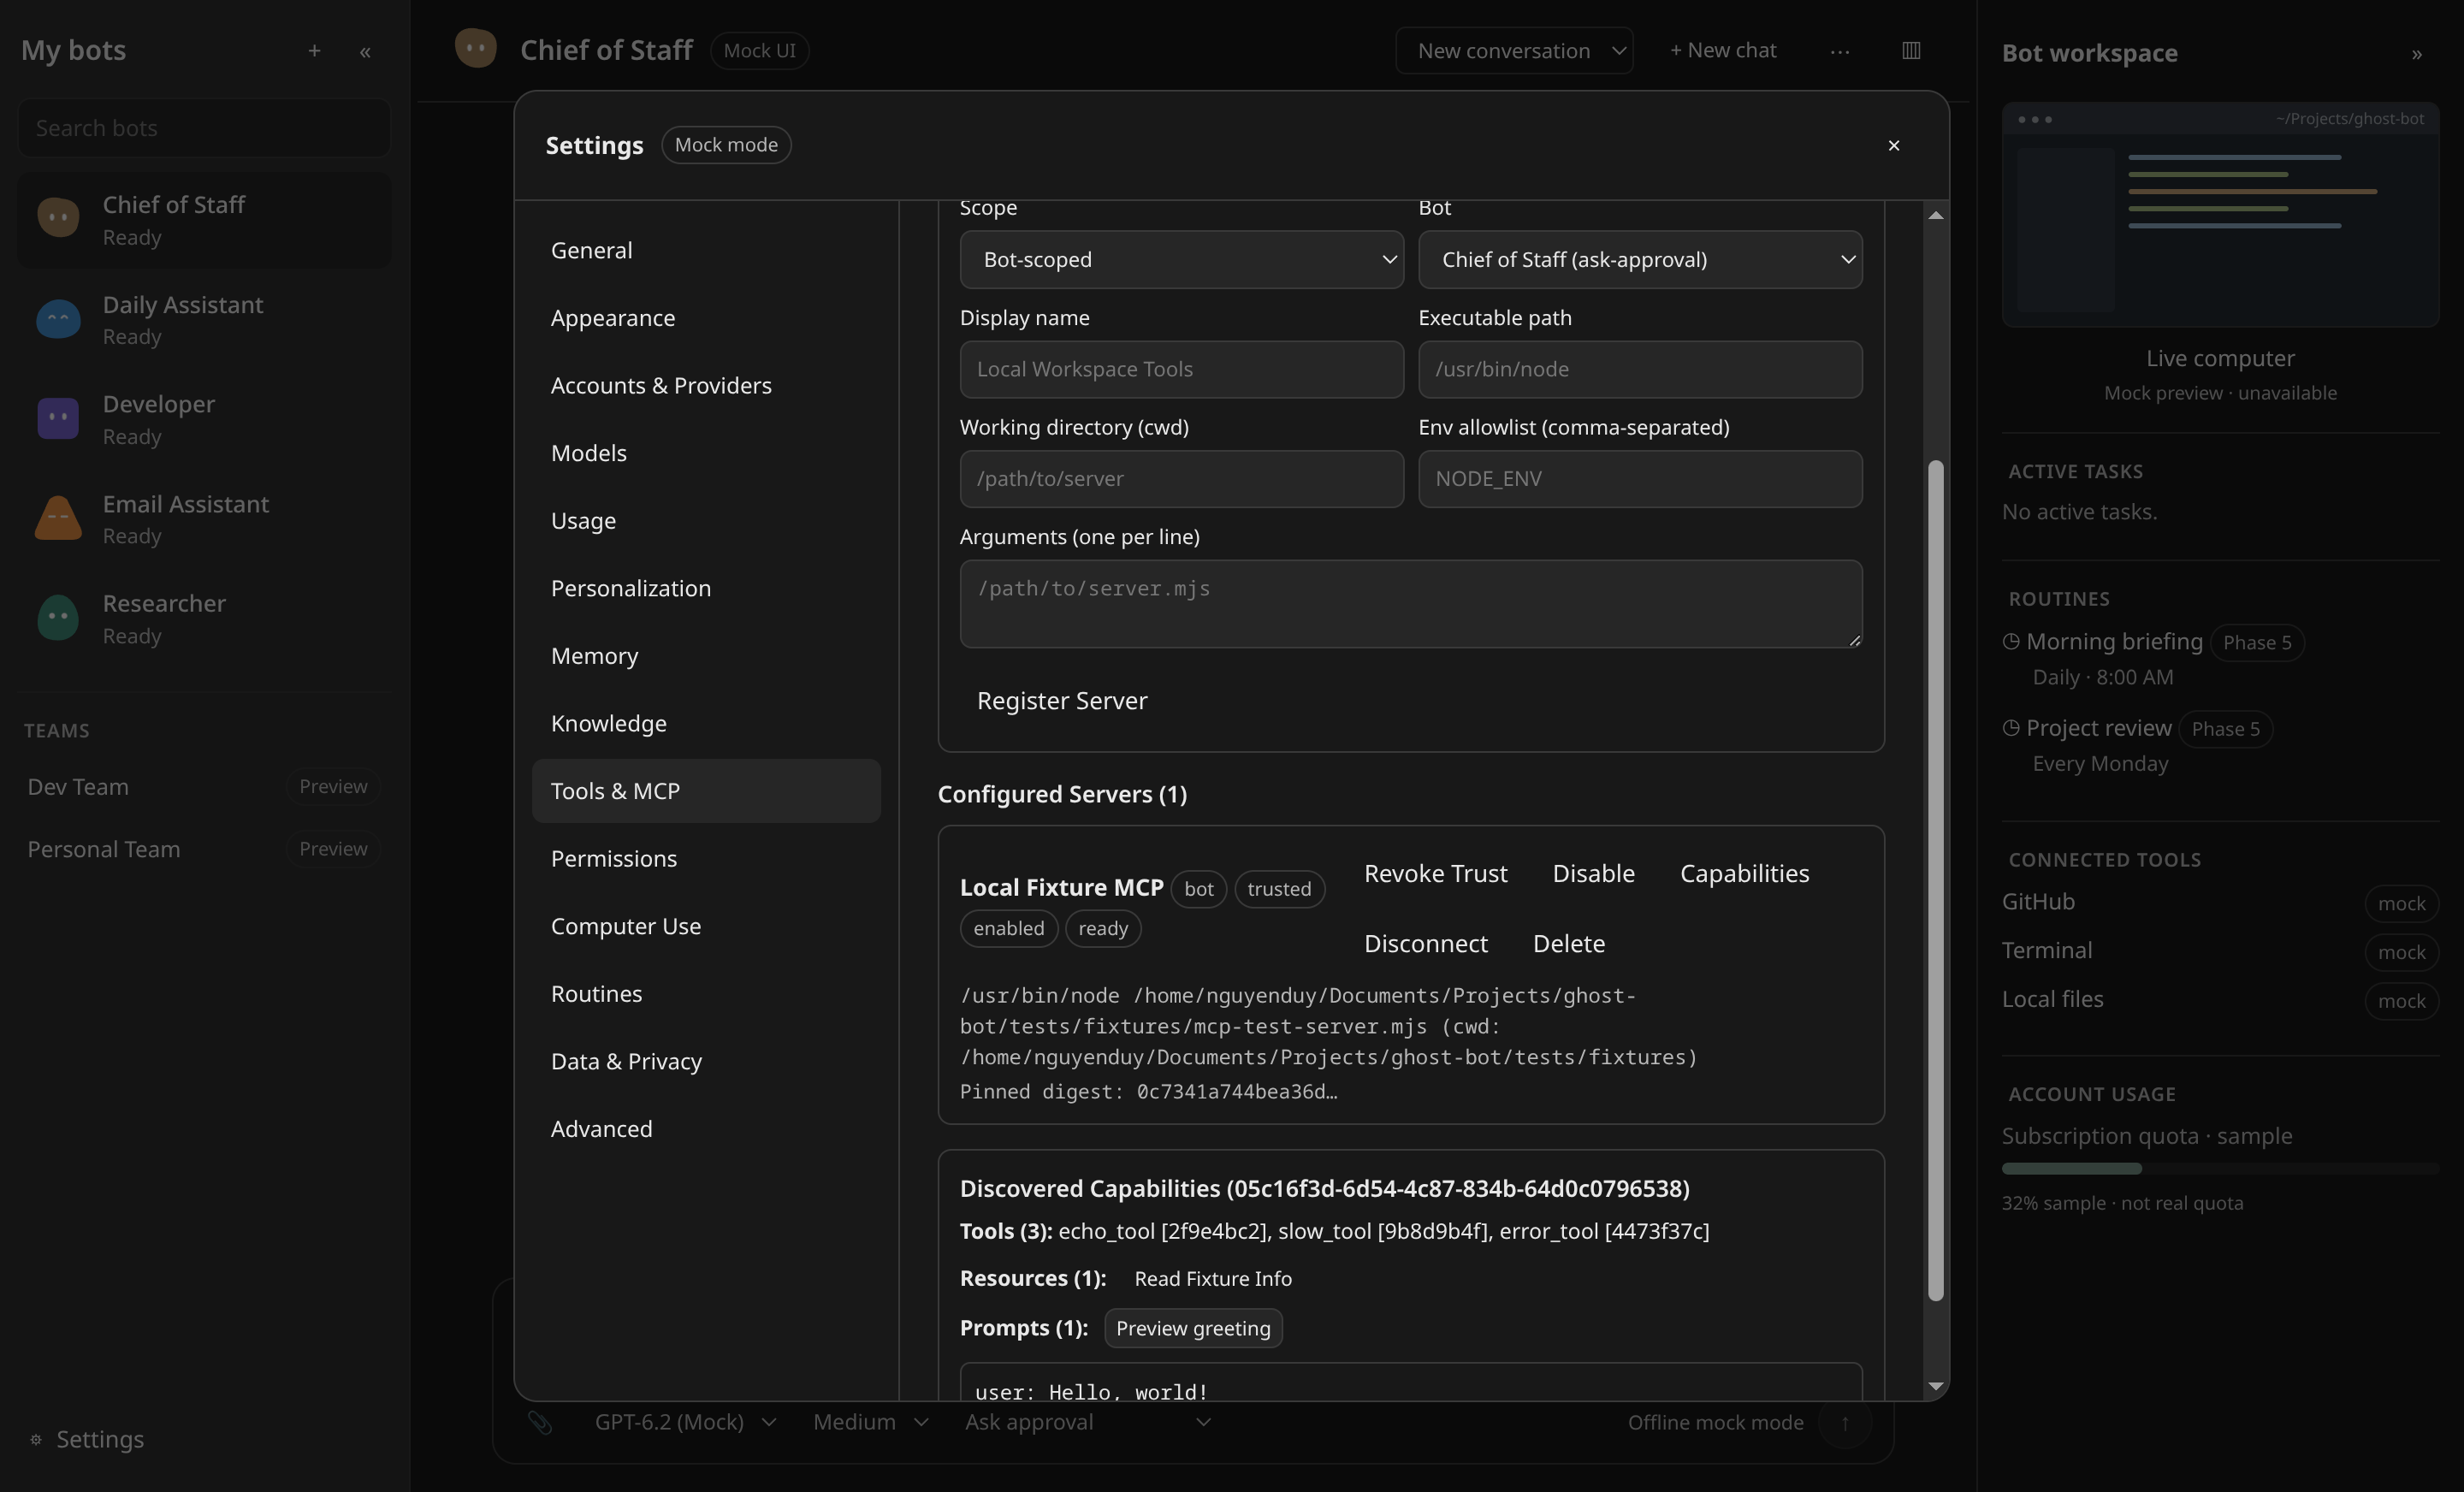 My bots
+
«
Search bots
Chief of Staff
Ready
Daily Assistant
Ready
Developer
Ready
Email Assistant
Ready
Researcher
Ready
TEAMS
Dev Team
Preview
Personal Team
Preview
Settings
Chief of Staff
Mock UI
New conversation
+ New chat
...
Settings
Mock mode
×
General
Appearance
Accounts & Providers
Models
Usage
Personalization
Memory
Knowledge
Tools & MCP
Permissions
Computer Use
Routines
Data & Privacy
Advanced
Scope
Bot
Bot-scoped
Chief of Staff (ask-approval)
Display name
Executable path
Local Workspace Tools
/usr/bin/node
Working directory (cwd)
Env allowlist (comma-separated)
/path/to/server
NODE_ENV
Arguments (one per line)
/path/to/server.mjs
Register Server
Configured Servers (1)
Local Fixture MCP bot trusted
enabled ready
Revoke Trust Disable Capabilities
Disconnect Delete
/usr/bin/node /home/nguyenduy/Documents/Projects/ghost-
bot/tests/fixtures/mcp-test-server.mjs (cwd:
/home/nguyenduy/Documents/Projects/ghost-bot/tests/fixtures)
Pinned digest: 0c7341a744bea36d…
Discovered Capabilities (05c16f3d-6d54-4c87-834b-64d0c0796538)
Tools (3): echo_tool [2f9e4bc2], slow_tool [9b8d9b4f], error_tool [4473f37c]
Resources (1): Read Fixture Info
Prompts (1): Preview greeting
user: Hello, world!
GPT-6.2 (Mock)
Medium
Ask approval
Offline mock mode
↑
Bot workspace
»
~/Projects/ghost-bot
Live computer
Mock preview · unavailable
ACTIVE TASKS
No active tasks.
ROUTINES
Morning briefing Phase 5
Daily · 8:00 AM
Project review Phase 5
Every Monday
CONNECTED TOOLS
GitHub mock
Terminal mock
Local files mock
ACCOUNT USAGE
Subscription quota · sample
32% sample · not real quota